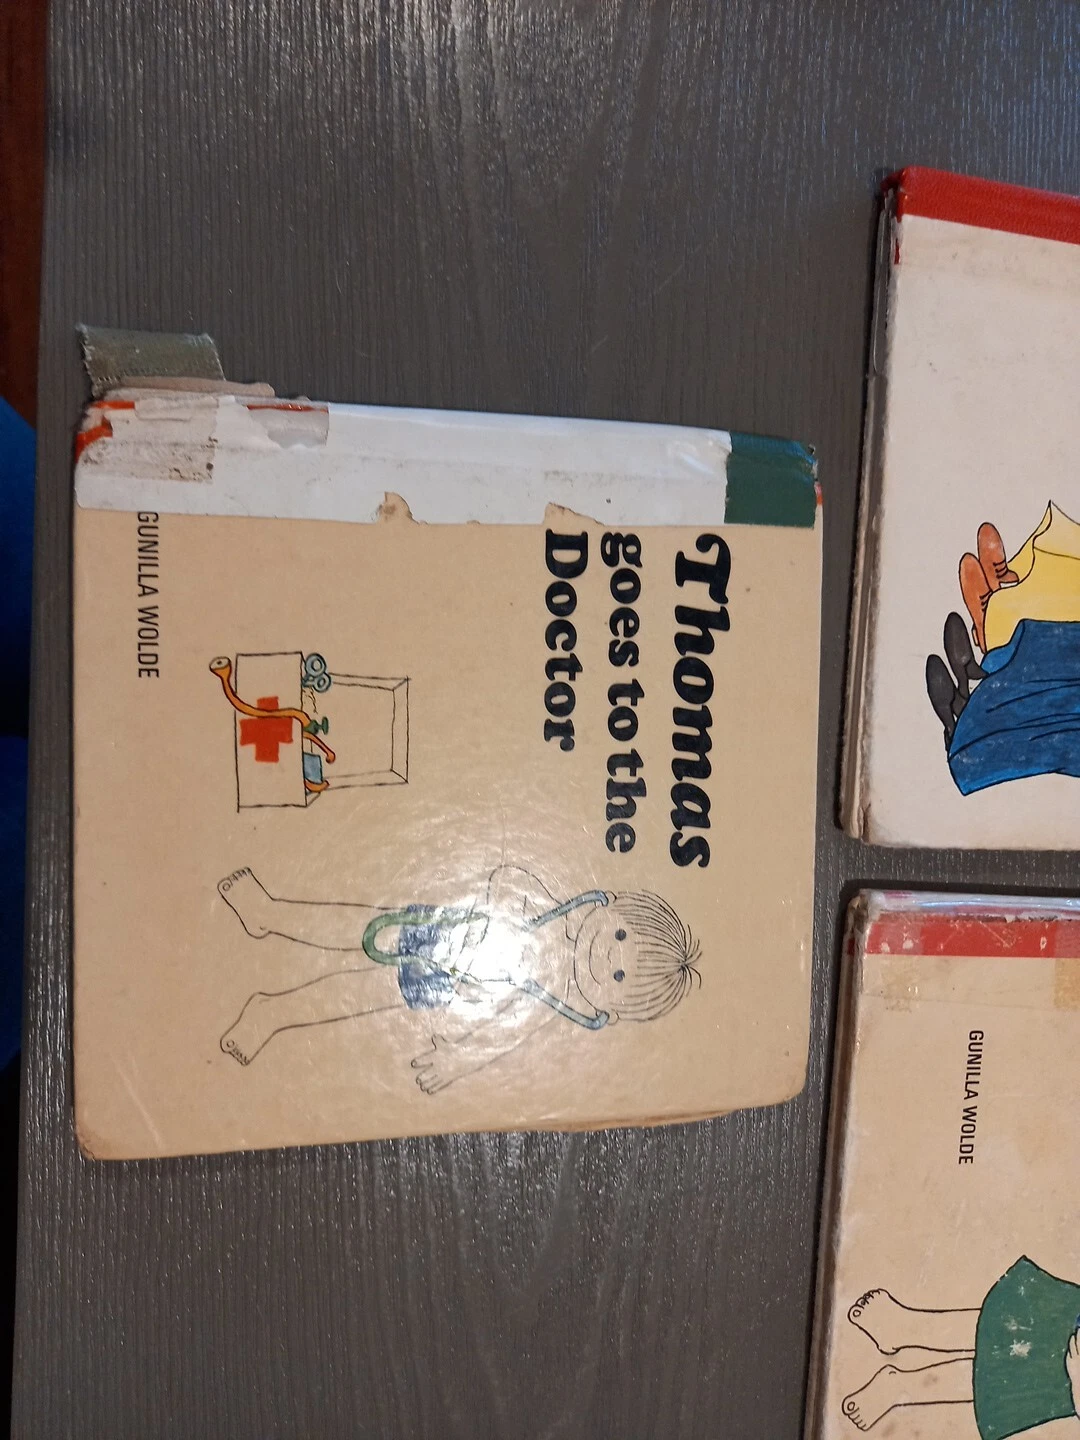 Thomas
goes to the
Doctor
GUNILLA WOLDE
GUNILLA WOLDE